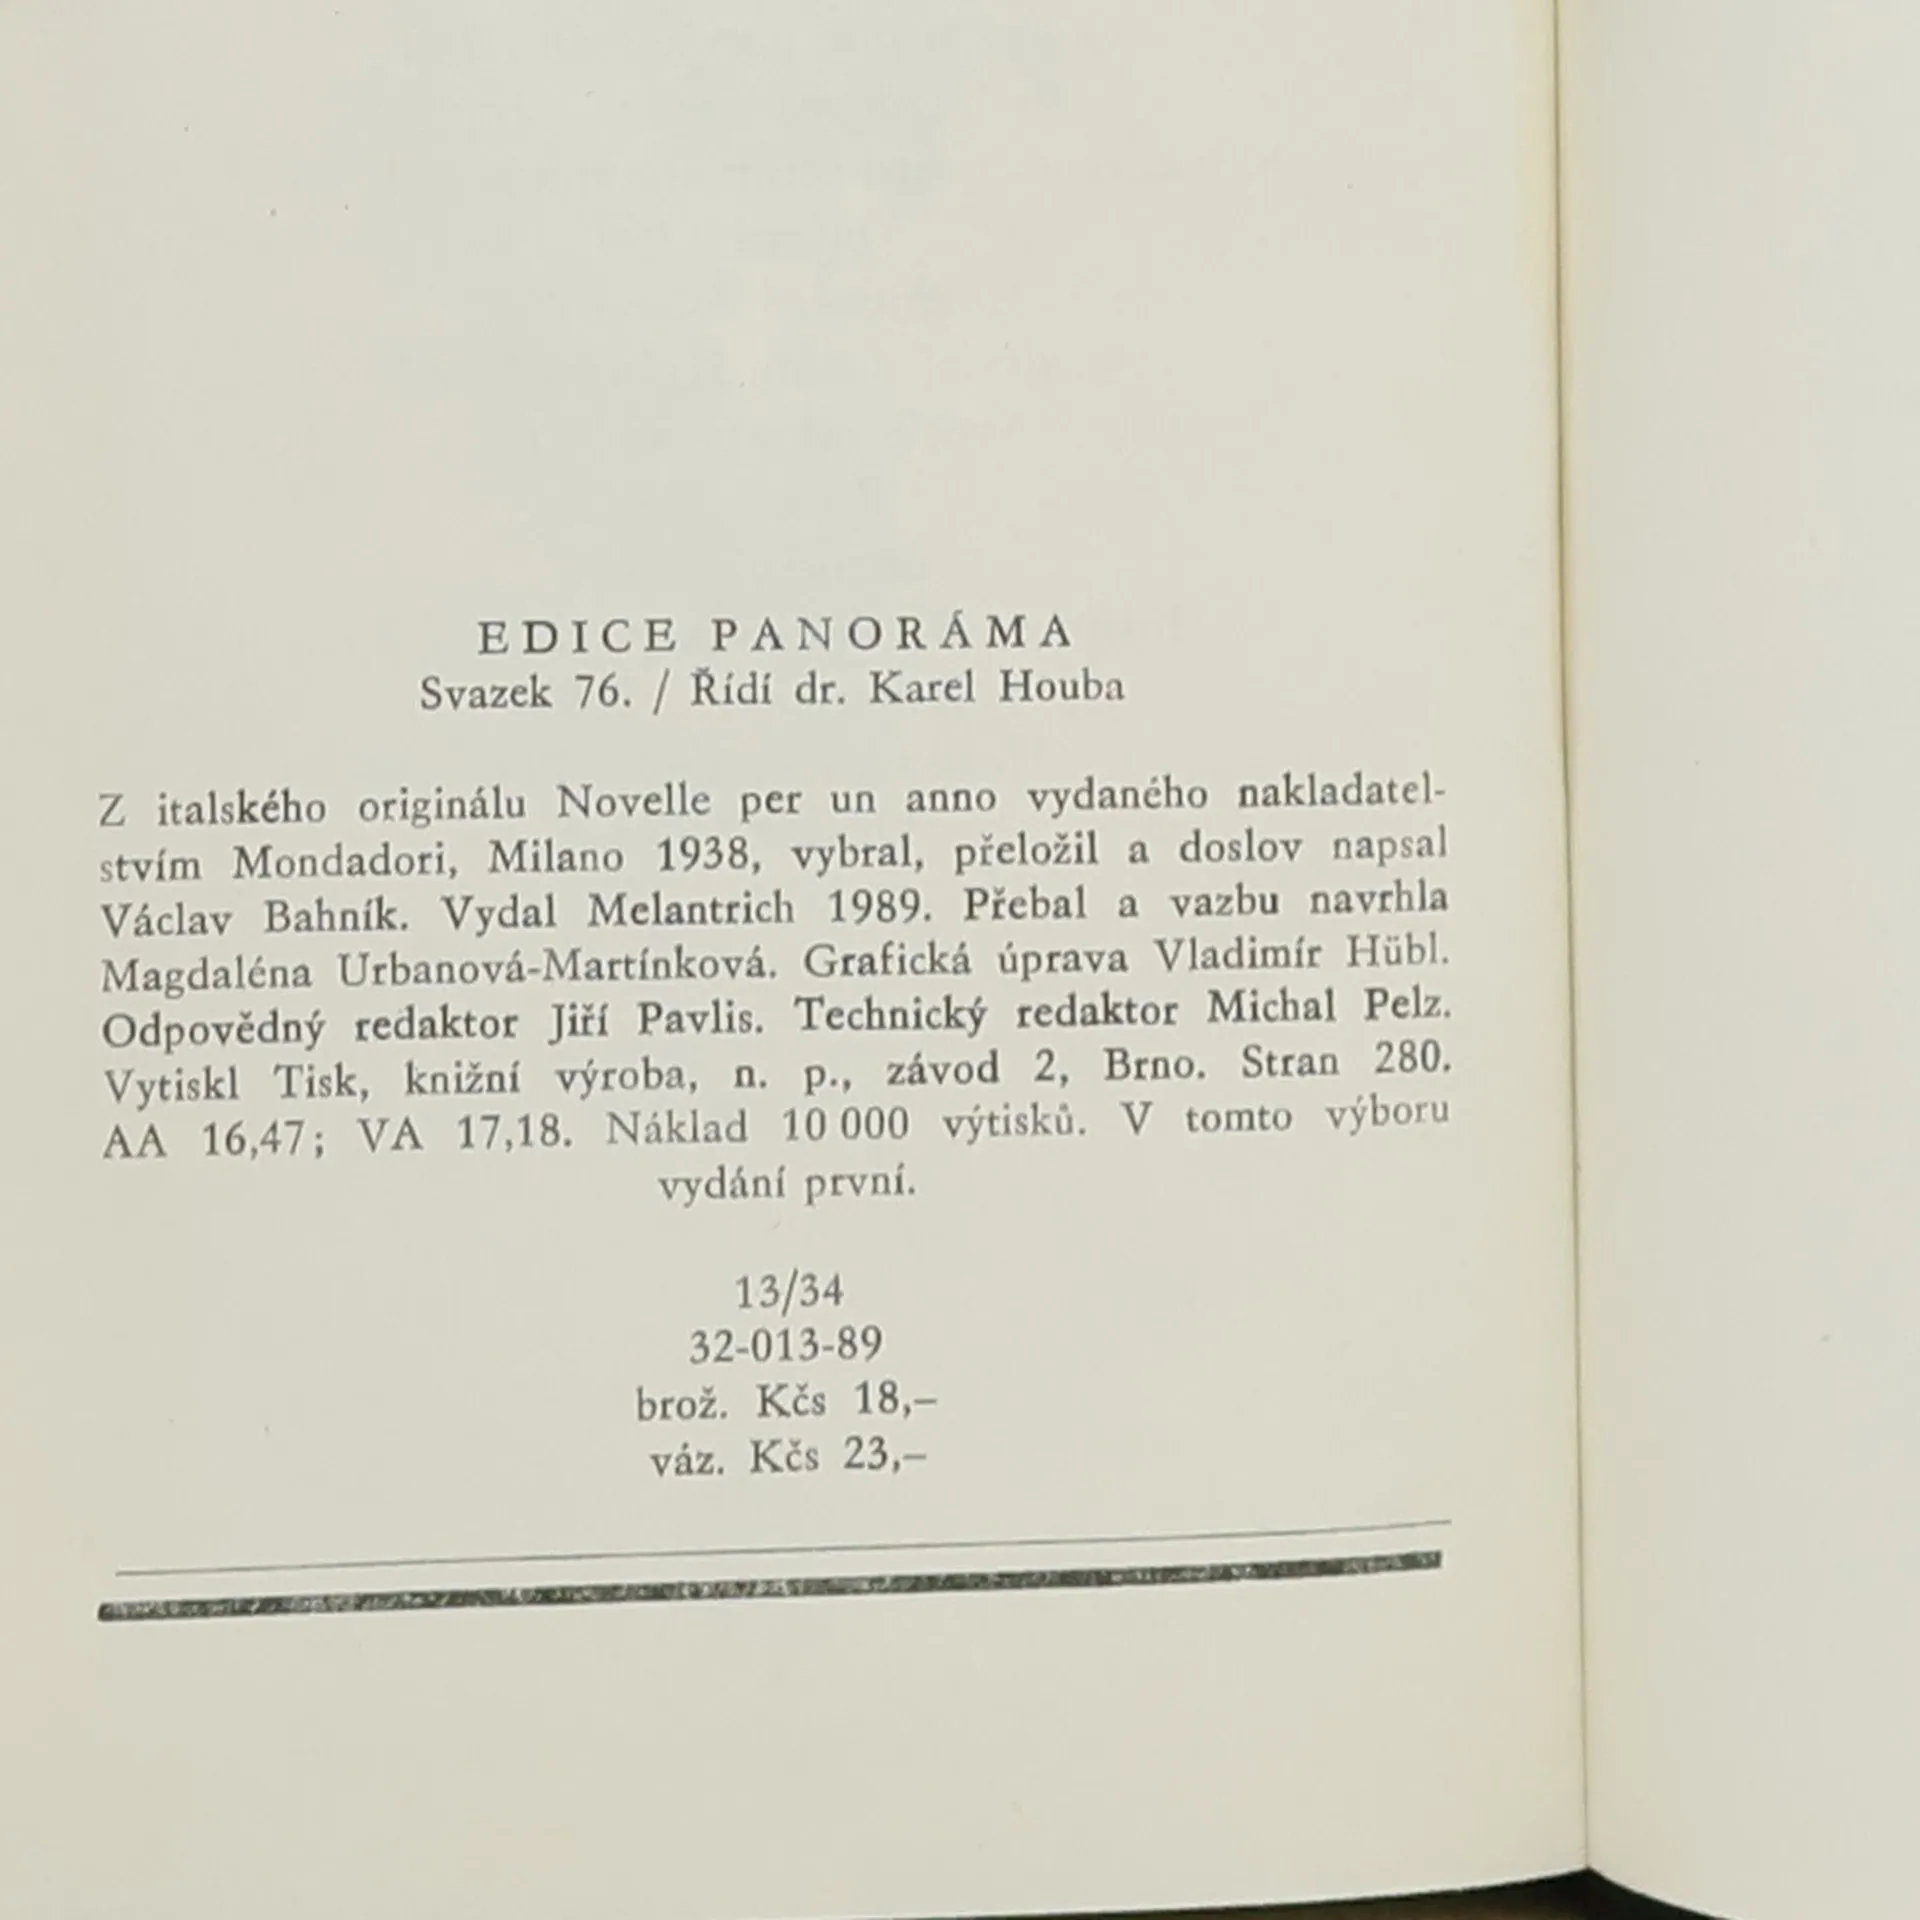 EDICE PANORÁMA
Svazek 76. / Řídí dr. Karel Houba
Z italského originálu Novelle per un anno vydaného nakladatel-
stvím Mondadori, Milano 1938, vybral, přeložil a doslov napsal
Václav Bahník. Vydal Melantrich 1989. Přebal a vazbu navrhla
Magdaléna Urbanová-Martínková. Grafická úprava Vladimír Hübl.
Odpovědný redaktor Jiří Pavlis. Technický redaktor Michal Pelz.
Vytiskl Tisk, knižní výroba, n. p., závod 2, Brno. Stran 280.
AA 16,47; VA 17,18. Náklad 10 000 výtisků. V tomto výboru
vydání první.
13/34
32-013-89
brož. Kčs 18,–
váz. Kčs 23,–